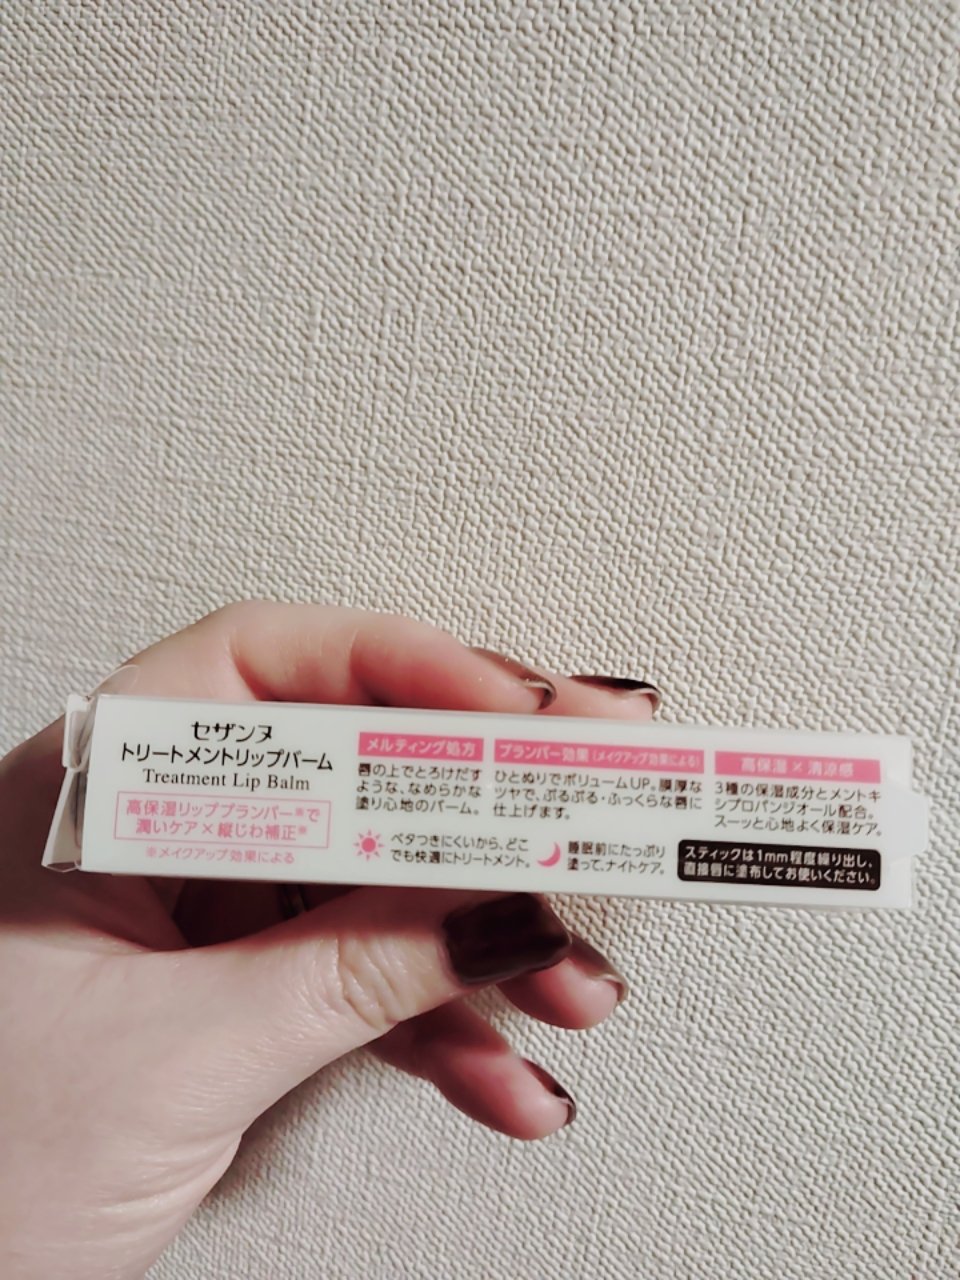 セザンヌ
トリートメントリップバーム
Treatment Lip Balm
高保湿リッププランパー※で
潤いケア×縦じわ補正※
※メイクアップ効果による
メルティング処方
唇の上でとろけだす
ような、なめらかな
塗り心地のバーム。
プランパー効果(メイクアップ効果による)
ひとぬりでボリュームUP。膜厚な
ツヤで、ぷるぷる・ふっくらな唇に
仕上げます。
高保湿×清涼感
3種の保湿成分とメントキ
シプロパンジオール配合。
スーッと心地よく保湿ケア。
ベタつきにくいから、どこ
でも快適にトリートメント。
睡眠前にたっぷり
塗って、ナイトケア。
スティックは1mm程度繰り出し、
直接唇に塗布してお使いください。